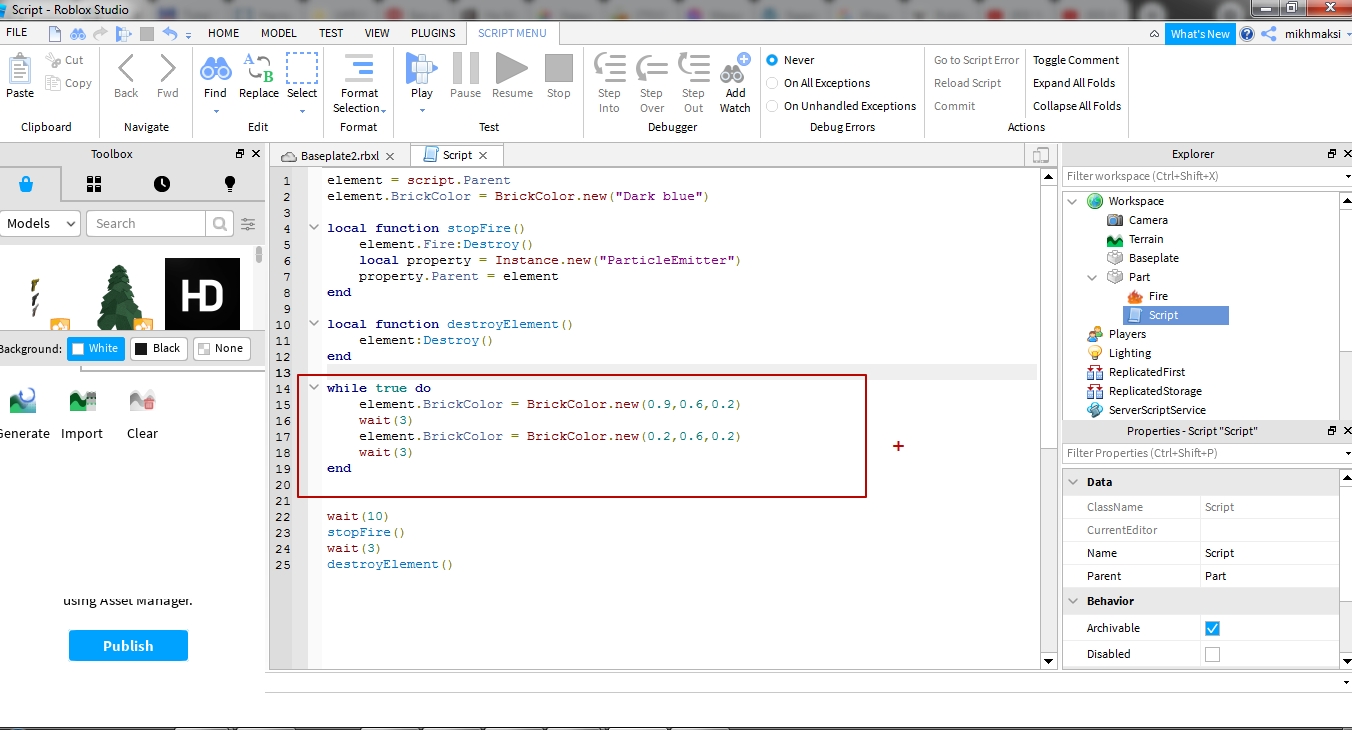 Script - Roblox Studio
FILE
HOME
MODEL
TEST
VIEW
PLUGINS
SCRIPT MENU
What's New
mikhmaksi
Paste
Cut
Copy
Clipboard
Back
Fwd
Navigate
Find
Replace
Select
Edit
Format
Selection
Format
Play
Pause
Resume
Stop
Test
Step
Into
Step
Over
Step
Out
Add
Watch
Debugger
Never
On All Exceptions
On Unhandled Exceptions
Debug Errors
Go to Script Error
Reload Script
Commit
Toggle Comment
Expand All Folds
Collapse All Folds
Actions
Toolbox
Models
Search
HD
Background:
White
Black
None
Generate
Import
Clear
using Asset Manager.
Publish
Baseplate2.rbxl
Script
1 element = script.Parent
2 element.BrickColor = BrickColor.new("Dark blue")
3
4 local function stopFire()
5 element.Fire:Destroy()
6 local property = Instance.new("ParticleEmitter")
7 property.Parent = element
8 end
9
10 local function destroyElement()
11 element:Destroy()
12 end
13
14 while true do
15 element.BrickColor = BrickColor.new(0.9,0.6,0.2)
16 wait(3)
17 element.BrickColor = BrickColor.new(0.2,0.6,0.2)
18 wait(3)
19 end
20
21
22 wait(10)
23 stopFire()
24 wait(3)
25 destroyElement()
+
Explorer
Filter workspace (Ctrl+Shift+X)
Workspace
Camera
Terrain
Baseplate
Part
Fire
Script
Players
Lighting
ReplicatedFirst
ReplicatedStorage
ServerScriptService
Properties - Script "Script"
Filter Properties (Ctrl+Shift+P)
Data
ClassName Script
CurrentEditor
Name Script
Parent Part
Behavior
Archivable
Disabled